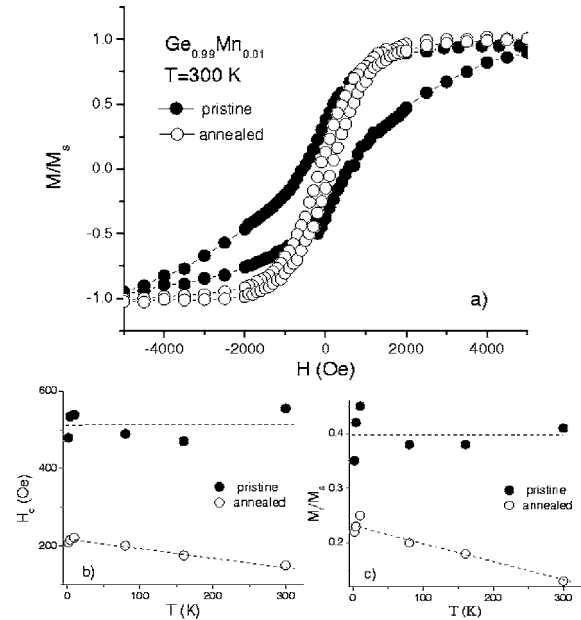 a)
Ge0.99Mn0.01
T=300 K
pristine
annealed
M/Ms
1.0
0.5
0.0
-0.5
-1.0
-4000 -2000 0 2000 4000
H (Oe)
600
400
200
Hc (Oe)
pristine
annealed
b)
0 100 200 300
T (K)
0.4
0.2
Mr/Ms
pristine
annealed
c)
0 100 200 300
T (K)